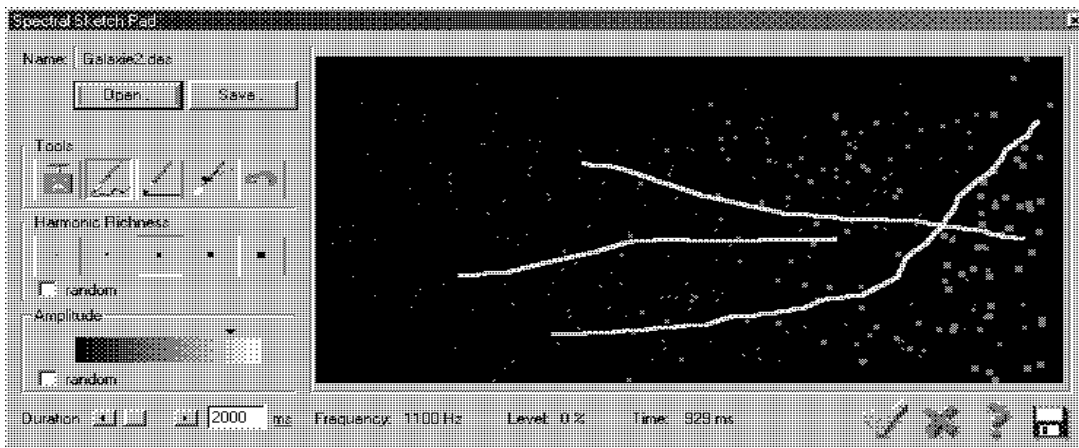 Spectral Sketch Pad
Name: Galaxie2.des
Open... Save...
Tools
Harmonic Richness
random
Amplitude
random
Duration 2000 ms Frequency: 1100 Hz Level: 0 % Time: 929 ms